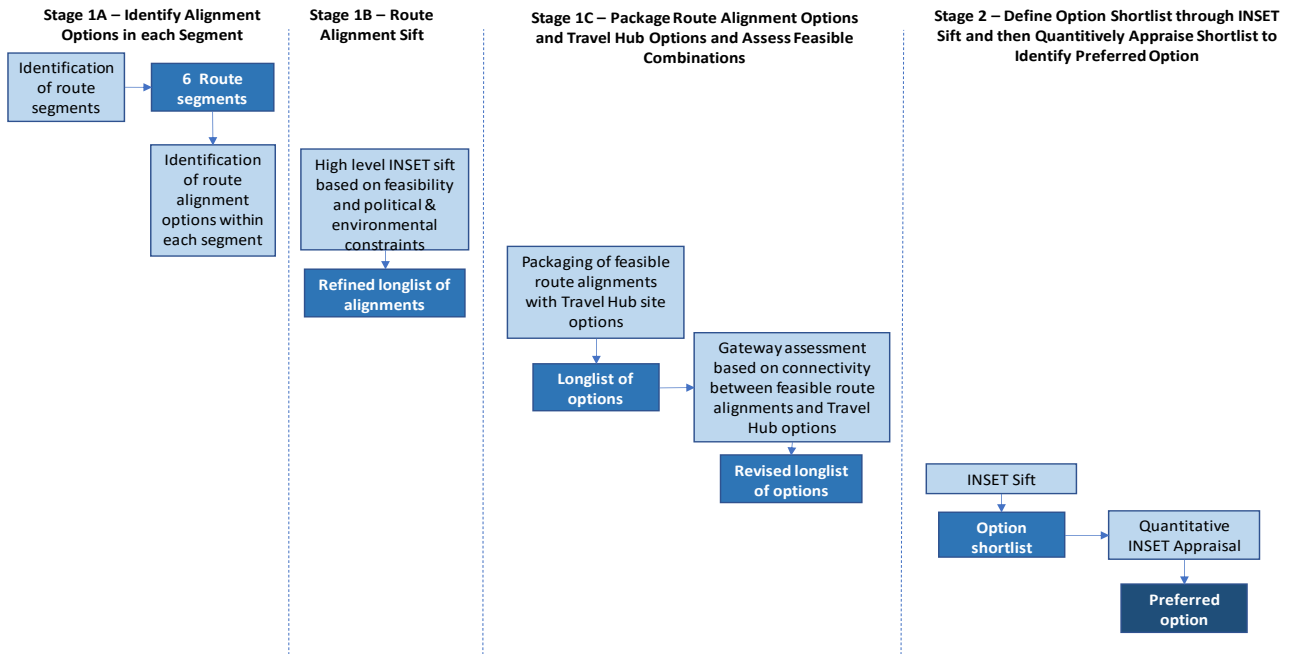 Stage 1A – Identify Alignment
Options in each Segment
Identification
of route
segments
6 Route
segments
Identification
of route
alignment
options within
each segment
Stage 1B – Route
Alignment Sift
High level INSET sift
based on feasibility
and political &
environmental
constraints
Refined longlist of
alignments
Stage 1C – Package Route Alignment Options
and Travel Hub Options and Assess Feasible
Combinations
Packaging of feasible
route alignments
with Travel Hub site
options
Longlist of
options
Gateway assessment
based on connectivity
between feasible route
alignments and Travel
Hub options
Revised longlist
of options
Stage 2 – Define Option Shortlist through INSET
Sift and then Quantitively Appraise Shortlist to
Identify Preferred Option
INSET Sift
Option
shortlist
Quantitative
INSET Appraisal
Preferred
option